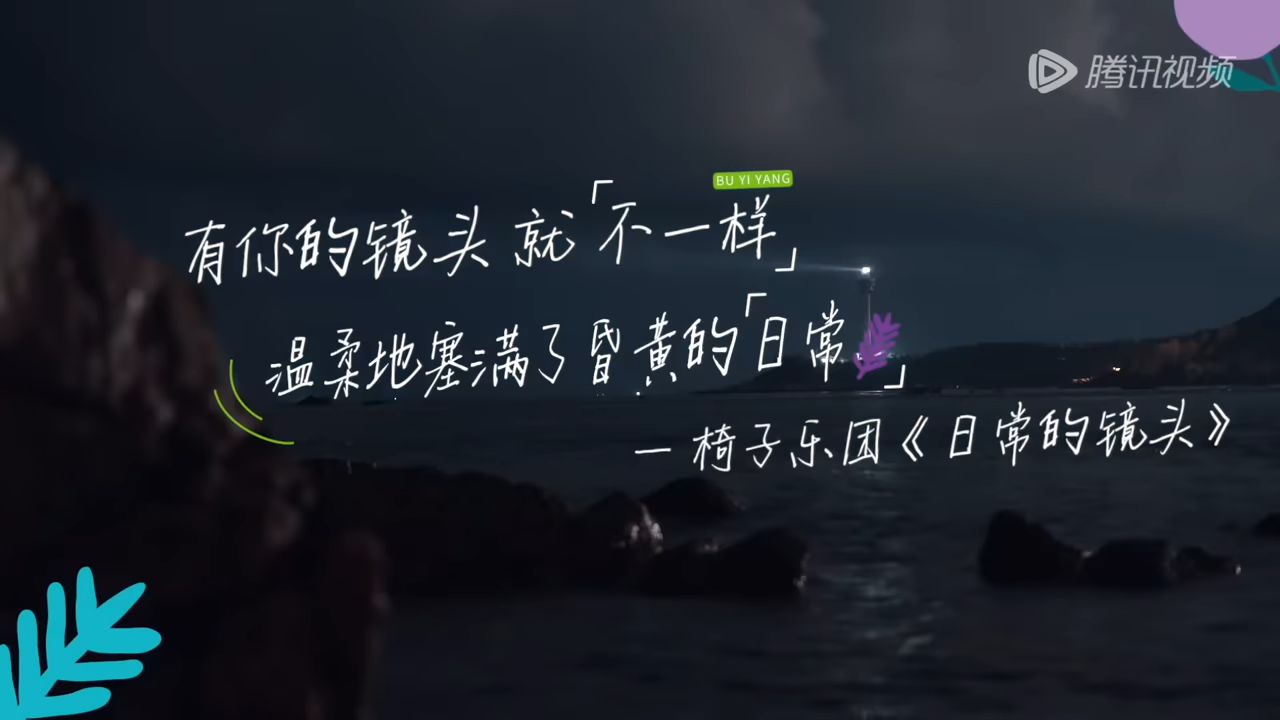 腾讯视频
BU YI YANG
有你的镜头 就「不一样」
温柔地塞满了昏黄的「日常」
— 椅子乐团《日常的镜头》